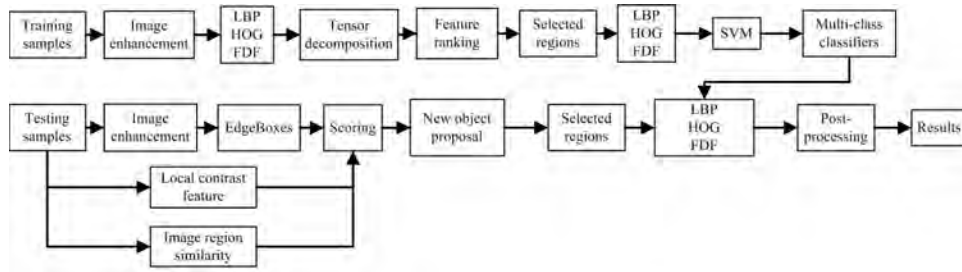 Training
samples
Image
enhancement
LBP
HOG
FDF
Tensor
decomposition
Feature
ranking
Selected
regions
LBP
HOG
FDF
SVM
Multi-class
classifiers
Testing
samples
Image
enhancement
EdgeBoxes
Scoring
New object
proposal
Selected
regions
LBP
HOG
FDF
Post-
processing
Results
Local contrast
feature
Image region
similarity